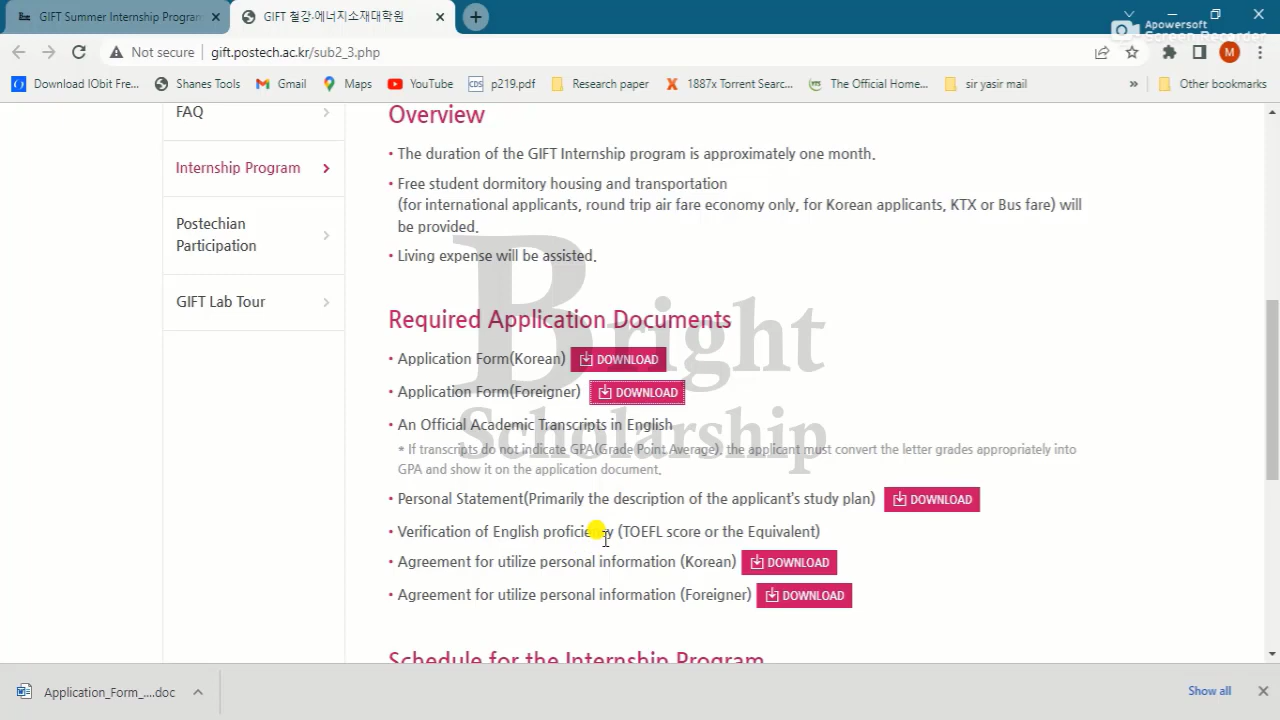 GIFT Summer Internship Program
GIFT 철강·에너지소재대학원
Apowersoft
Screen Recorder
Not secure
gift.postech.ac.kr/sub2_3.php
M
Download IObit Fre...
Shanes Tools
Gmail
Maps
YouTube
CDS
p219.pdf
Research paper
1887x Torrent Searc...
The Official Home...
sir yasir mail
»
Other bookmarks
FAQ
Internship Program
Postechian
Participation
GIFT Lab Tour
Overview
• The duration of the GIFT Internship program is approximately one month.
• Free student dormitory housing and transportation
(for international applicants, round trip air fare economy only, for Korean applicants, KTX or Bus fare) will
be provided.
• Living expense will be assisted.
Bright
Scholarship
Required Application Documents
• Application Form(Korean) DOWNLOAD
• Application Form(Foreigner) DOWNLOAD
• An Official Academic Transcripts in English
* If transcripts do not indicate GPA(Grade Point Average), the applicant must convert the letter grades appropriately into
GPA and show it on the application document.
• Personal Statement(Primarily the description of the applicant's study plan) DOWNLOAD
• Verification of English proficiency (TOEFL score or the Equivalent)
• Agreement for utilize personal information (Korean) DOWNLOAD
• Agreement for utilize personal information (Foreigner) DOWNLOAD
Schedule for the Internship Program
Application_Form_....doc
Show all